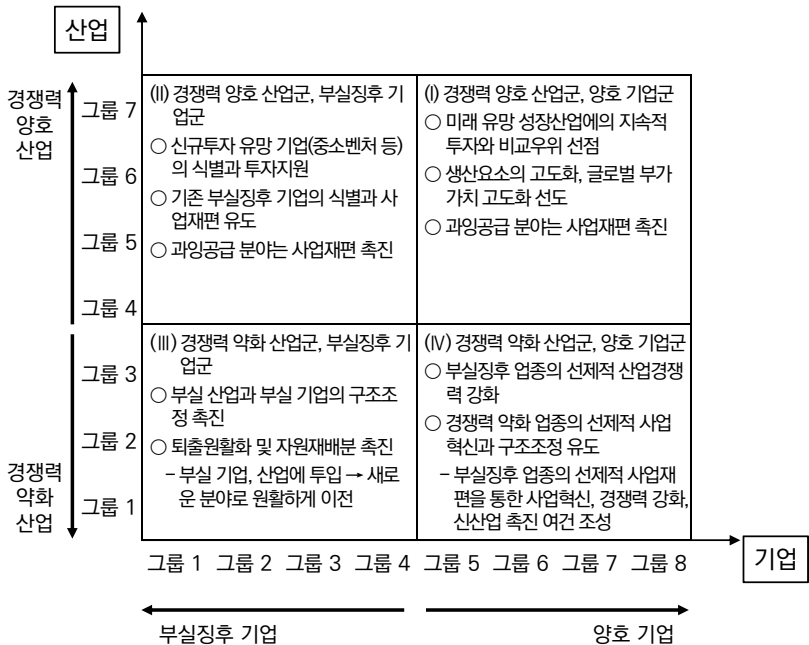 산업
경쟁력
양호
산업
그룹 7
그룹 6
그룹 5
그룹 4
(II) 경쟁력 양호 산업군, 부실징후 기
업군
○ 신규투자 유망 기업(중소벤처 등)
의 식별과 투자지원
○ 기존 부실징후 기업의 식별과 사
업재편 유도
○ 과잉공급 분야는 사업재편 촉진
(I) 경쟁력 양호 산업군, 양호 기업군
○ 미래 유망 성장산업에의 지속적
투자와 비교우위 선점
○ 생산요소의 고도화, 글로벌 부가
가치 고도화 선도
○ 과잉공급 분야는 사업재편 촉진
경쟁력
약화
산업
그룹 3
그룹 2
그룹 1
(III) 경쟁력 약화 산업군, 부실징후 기
업군
○ 부실 산업과 부실 기업의 구조조
정 촉진
○ 퇴출원활화 및 자원재배분 촉진
– 부실 기업, 산업에 투입 → 새로
운 분야로 원활하게 이전
(IV) 경쟁력 약화 산업군, 양호 기업군
○ 부실징후 업종의 선제적 산업경쟁
력 강화
○ 경쟁력 약화 업종의 선제적 사업
혁신과 구조조정 유도
– 부실징후 업종의 선제적 사업재
편을 통한 사업혁신, 경쟁력 강화,
신산업 촉진 여건 조성
그룹 1 그룹 2 그룹 3 그룹 4 그룹 5 그룹 6 그룹 7 그룹 8
기업
부실징후 기업
양호 기업